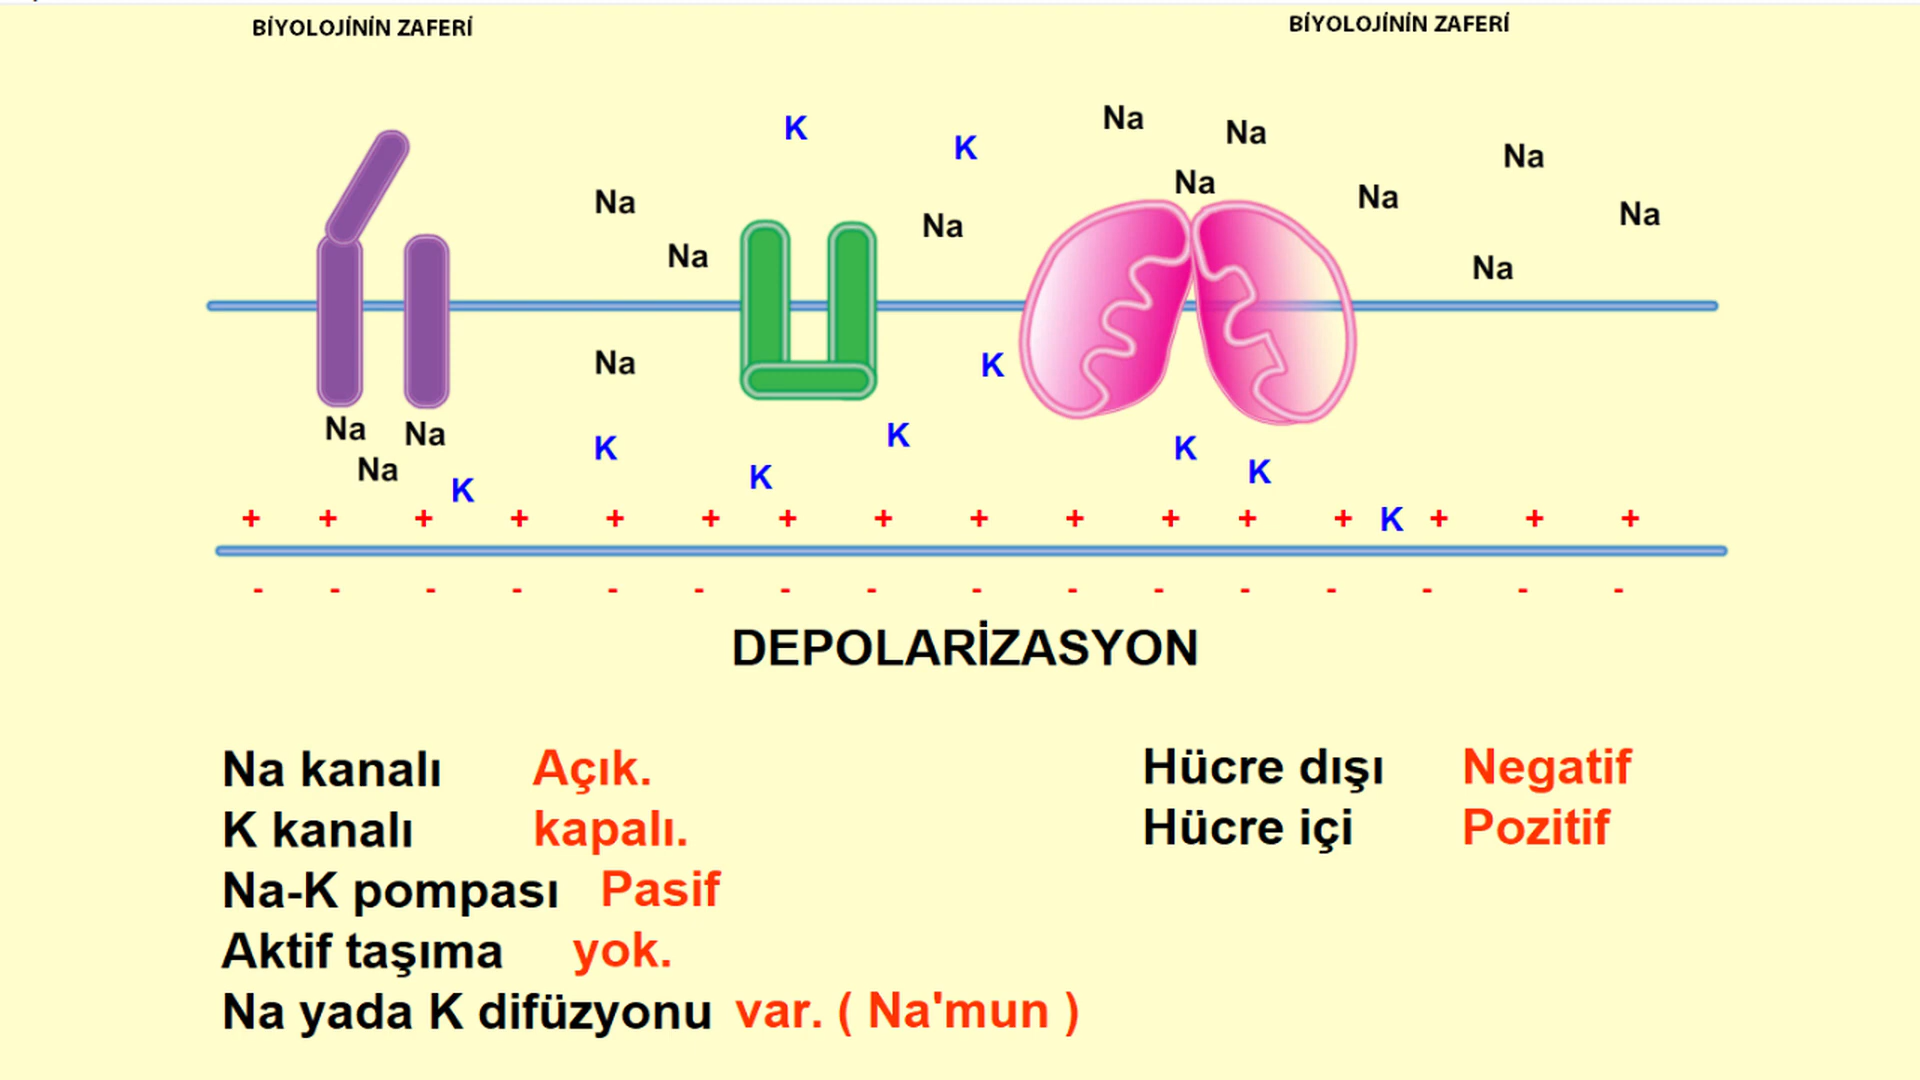 BİYOLOJİNİN ZAFERİ
BİYOLOJİNİN ZAFERİ
K
K
Na
Na
Na
Na
Na
Na
Na
Na
Na
Na
Na
Na
K
Na
Na
Na
K
K
K
K
K
K
+ + + + + + + + + + + + + K + + +
- - - - - - - - - - - - - - - - -
DEPOLARİZASYON
Na kanalı Açık.
K kanalı kapalı.
Na-K pompası Pasif
Aktif taşıma yok.
Na yada K difüzyonu var. ( Na'mun )
Hücre dışı Negatif
Hücre içi Pozitif